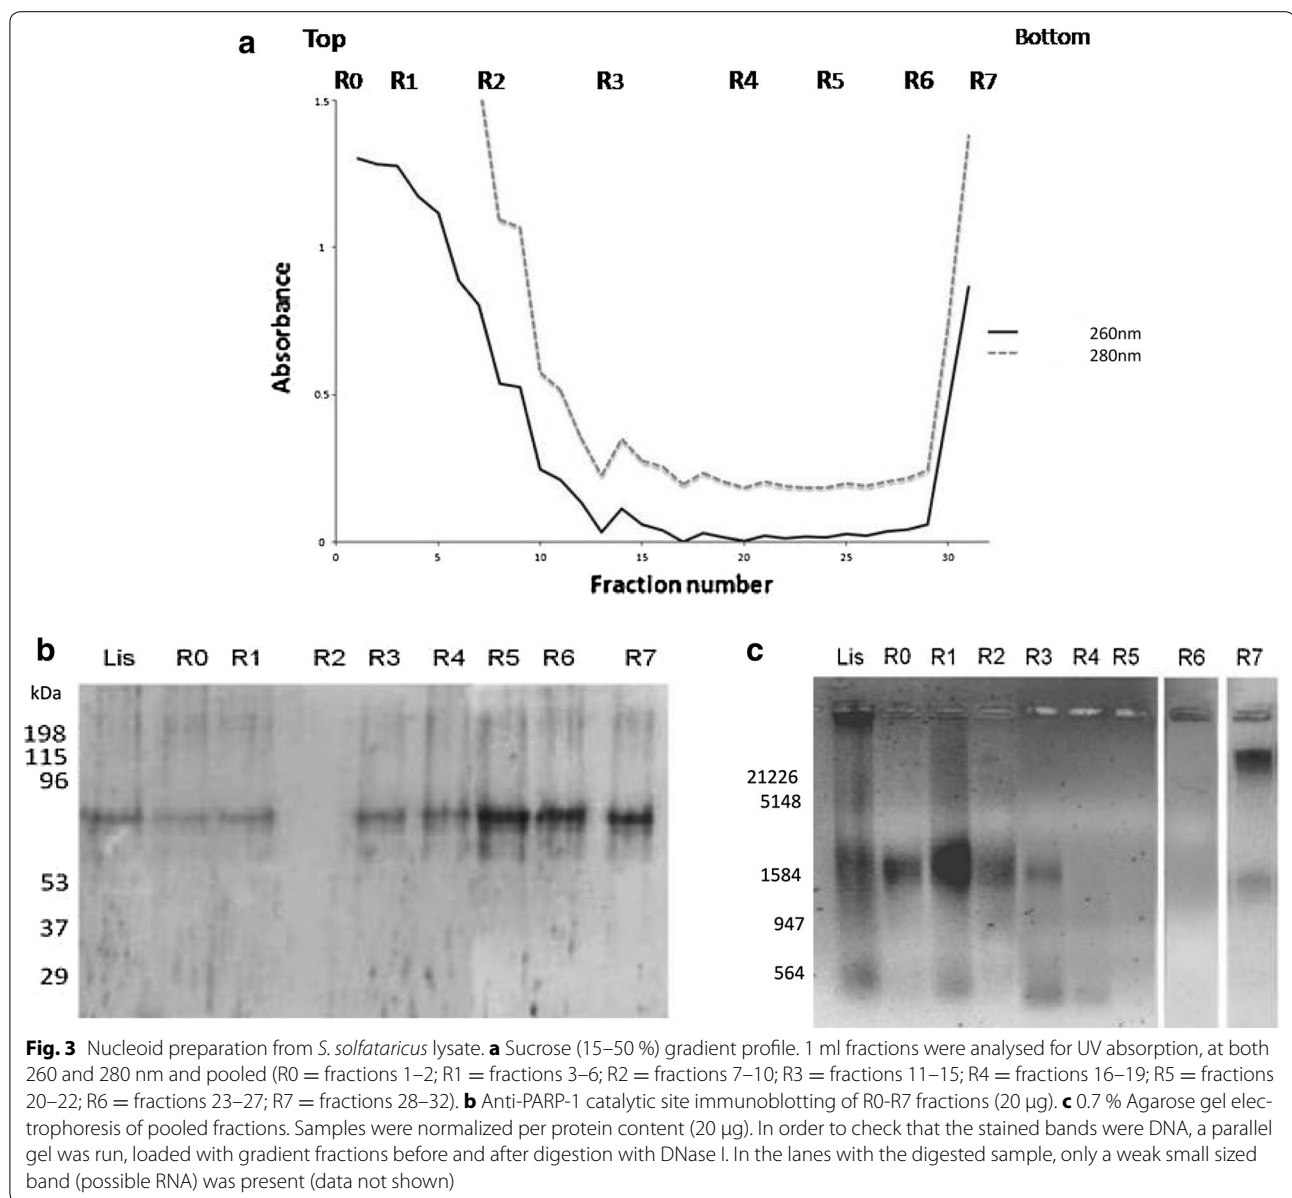 a Top Bottom
R0 R1 R2 R3 R4 R5 R6 R7
1.5
1
0.5
0
Absorbance
260nm
280nm
0 5 10 15 20 25 30
Fraction number
b Lis R0 R1 R2 R3 R4 R5 R6 R7
kDa
198
115
96
53
37
29
c Lis R0 R1 R2 R3 R4 R5 R6 R7
21226
5148
1584
947
564
Fig. 3 Nucleoid preparation from S. solfataricus lysate. a Sucrose (15–50 %) gradient profile. 1 ml fractions were analysed for UV absorption, at both
260 and 280 nm and pooled (R0 = fractions 1–2; R1 = fractions 3–6; R2 = fractions 7–10; R3 = fractions 11–15; R4 = fractions 16–19; R5 = fractions
20–22; R6 = fractions 23–27; R7 = fractions 28–32). b Anti-PARP-1 catalytic site immunoblotting of R0-R7 fractions (20 µg). c 0.7 % Agarose gel elec-
trophoresis of pooled fractions. Samples were normalized per protein content (20 µg). In order to check that the stained bands were DNA, a parallel
gel was run, loaded with gradient fractions before and after digestion with DNase I. In the lanes with the digested sample, only a weak small sized
band (possible RNA) was present (data not shown)